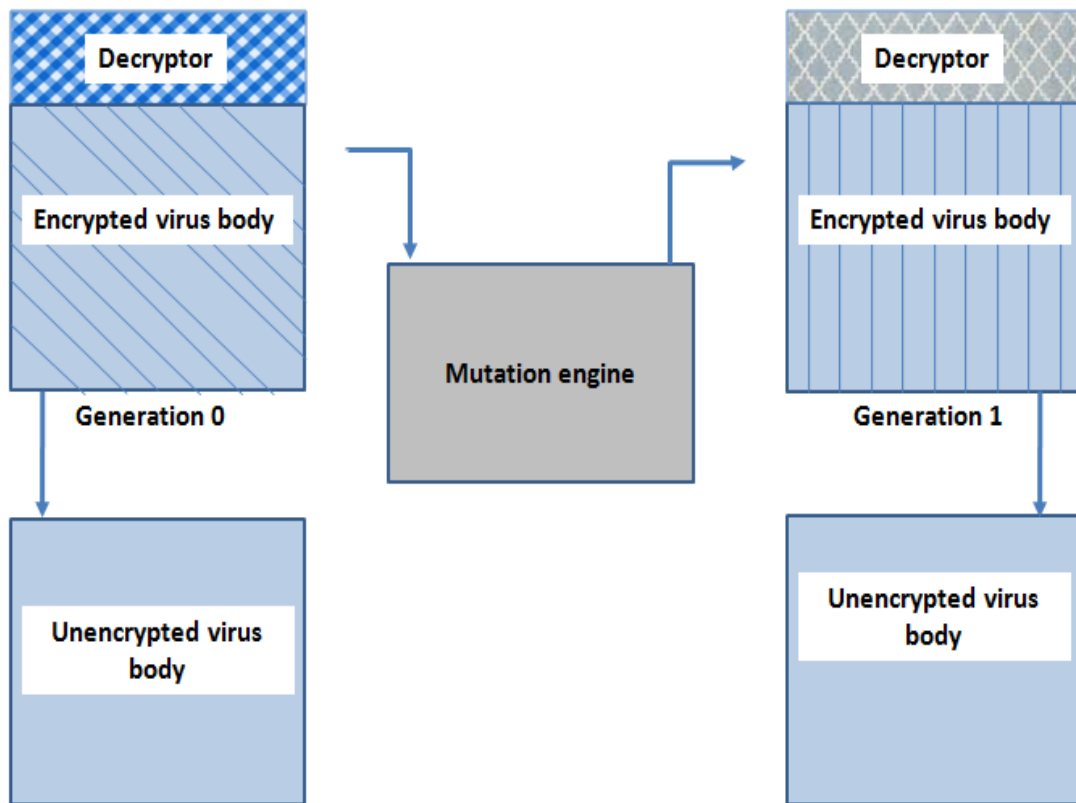 Decryptor
Encrypted virus body
Generation 0
Unencrypted virus
body
Mutation engine
Decryptor
Encrypted virus body
Generation 1
Unencrypted virus
body